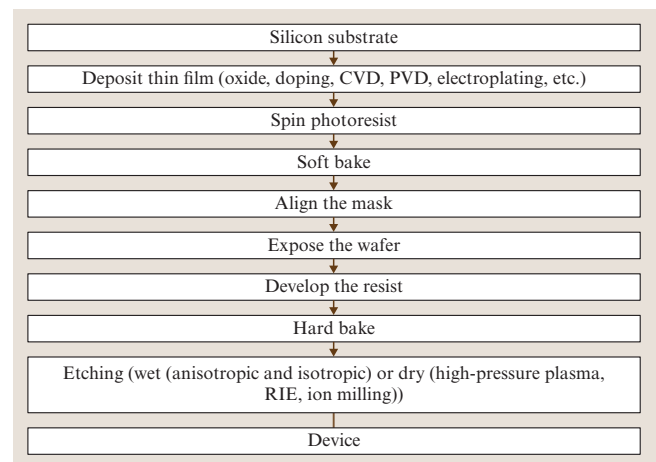 Silicon substrate
Deposit thin film (oxide, doping, CVD, PVD, electroplating, etc.)
Spin photoresist
Soft bake
Align the mask
Expose the wafer
Develop the resist
Hard bake
Etching (wet (anisotropic and isotropic) or dry (high-pressure plasma,
RIE, ion milling))
Device